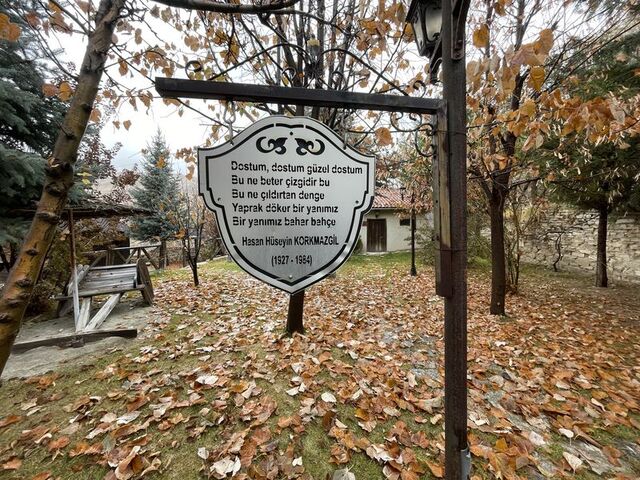 Dostum, dostum güzel dostum
Bu ne beter çizgidir bu
Bu ne çıldırtan denge
Yaprak döker bir yanımız
Bir yanımız bahar bahçe
Hasan Hüseyin KORKMAZGİL
(1927 - 1984)